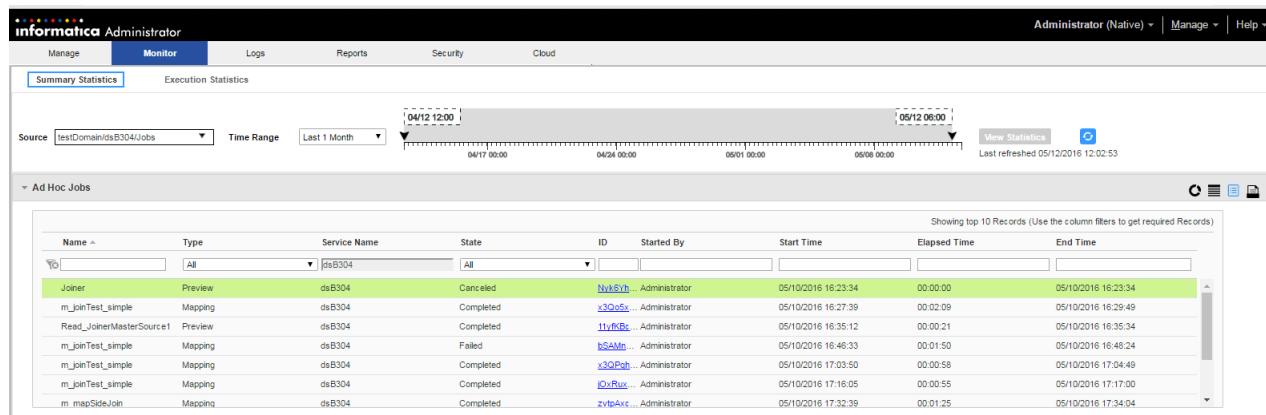 informatica Administrator Administrator (Native) Manage Help
Manage Monitor Logs Reports Security Cloud
Summary Statistics Execution Statistics
04/12 12:00 05/12 06:00
Source testDomain/dsB304/Jobs Time Range Last 1 Month View Statistics
04/17 00:00 04/24 00:00 05/01 00:00 05/08 00:00 Last refreshed 05/12/2016 12:02:53
Ad Hoc Jobs
Showing top 10 Records (Use the column filters to get required Records)
Name Type Service Name State ID Started By Start Time Elapsed Time End Time
All dsB304 All
Joiner Preview dsB304 Canceled Nyk6Yh... Administrator 05/10/2016 16:23:34 00:00:00 05/10/2016 16:23:34
m_joinTest_simple Mapping dsB304 Completed x3Qo5x... Administrator 05/10/2016 16:27:39 00:02:09 05/10/2016 16:29:49
Read_JoinerMasterSource1 Preview dsB304 Completed 11vfKBc... Administrator 05/10/2016 16:35:12 00:00:21 05/10/2016 16:35:34
m_joinTest_simple Mapping dsB304 Failed bSAMn... Administrator 05/10/2016 16:46:33 00:01:50 05/10/2016 16:48:24
m_joinTest_simple Mapping dsB304 Completed x3QPgh... Administrator 05/10/2016 17:03:50 00:00:58 05/10/2016 17:04:49
m_joinTest_simple Mapping dsB304 Completed jOxRux... Administrator 05/10/2016 17:16:05 00:00:55 05/10/2016 17:17:00
m_mapSideJoin Mapping dsB304 Completed zvtpAxc... Administrator 05/10/2016 17:32:39 00:01:25 05/10/2016 17:34:04